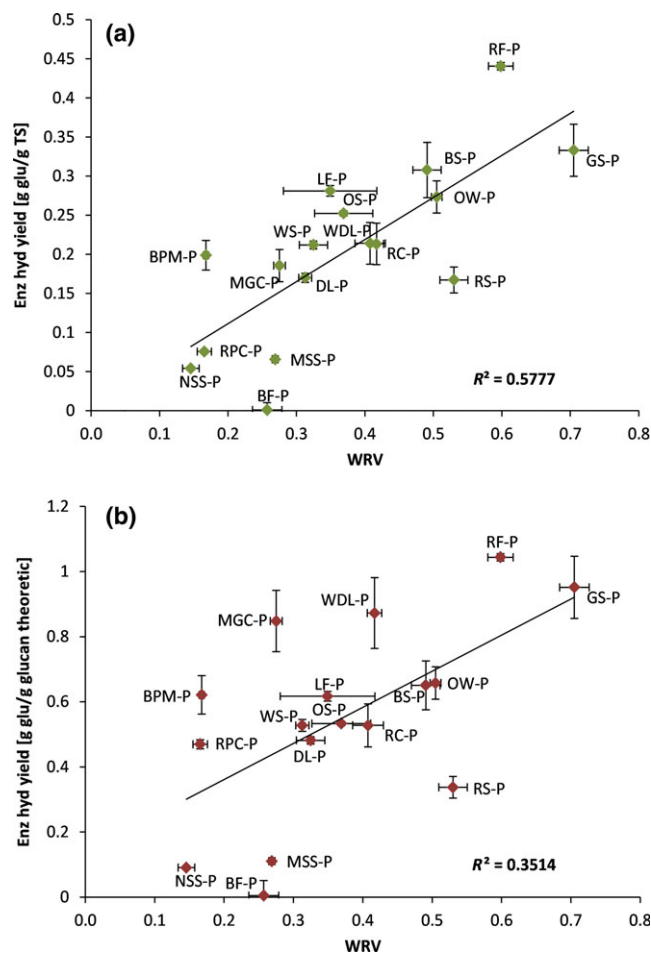 (a)
Enz hyd yield [g glu/g TS]
0.5
0.45
0.4
0.35
0.3
0.25
0.2
0.15
0.1
0.05
0
RF-P
BS-P
GS-P
LF-P
OS-P
OW-P
WS-P
WDL-P
BPM-P
MGC-P
DL-P
RC-P
RS-P
RPC-P
MSS-P
NSS-P
BF-P
R² = 0.5777
0.0 0.1 0.2 0.3 0.4 0.5 0.6 0.7 0.8
WRV
(b)
Enz hyd yield [g glu/g glucan theoretic]
1.2
1
0.8
0.6
0.4
0.2
0
RF-P
WDL-P
GS-P
MGC-P
BPM-P
LF-P
BS-P
OW-P
WS-P
OS-P
RPC-P
DL-P
RC-P
RS-P
MSS-P
NSS-P
BF-P
R² = 0.3514
0.0 0.1 0.2 0.3 0.4 0.5 0.6 0.7 0.8
WRV